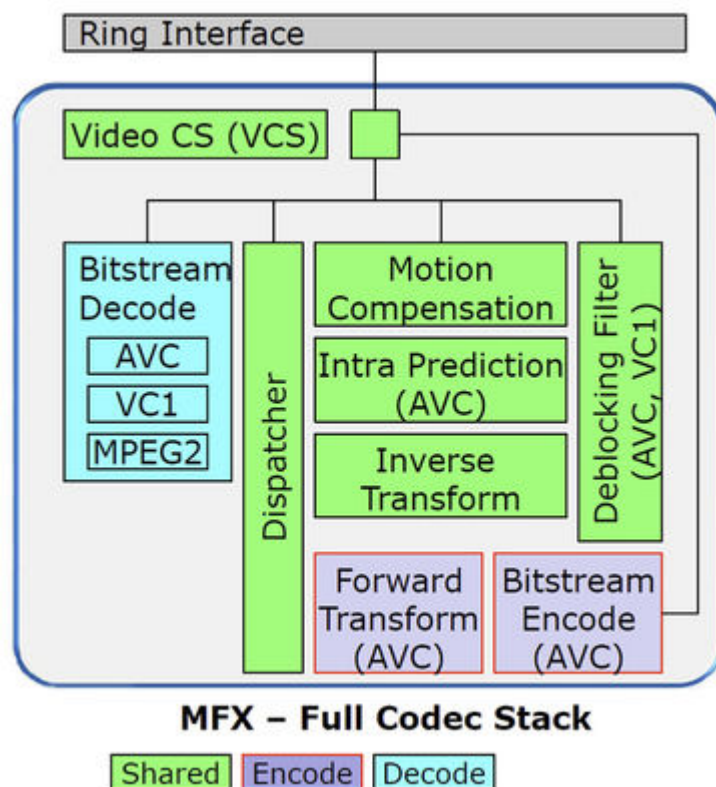 Ring Interface
Video CS (VCS)
Bitstream
Decode
AVC
VC1
MPEG2
Dispatcher
Motion
Compensation
Intra Prediction
(AVC)
Inverse
Transform
Deblocking Filter
(AVC, VC1)
Forward
Transform
(AVC)
Bitstream
Encode
(AVC)
MFX – Full Codec Stack
Shared
Encode
Decode